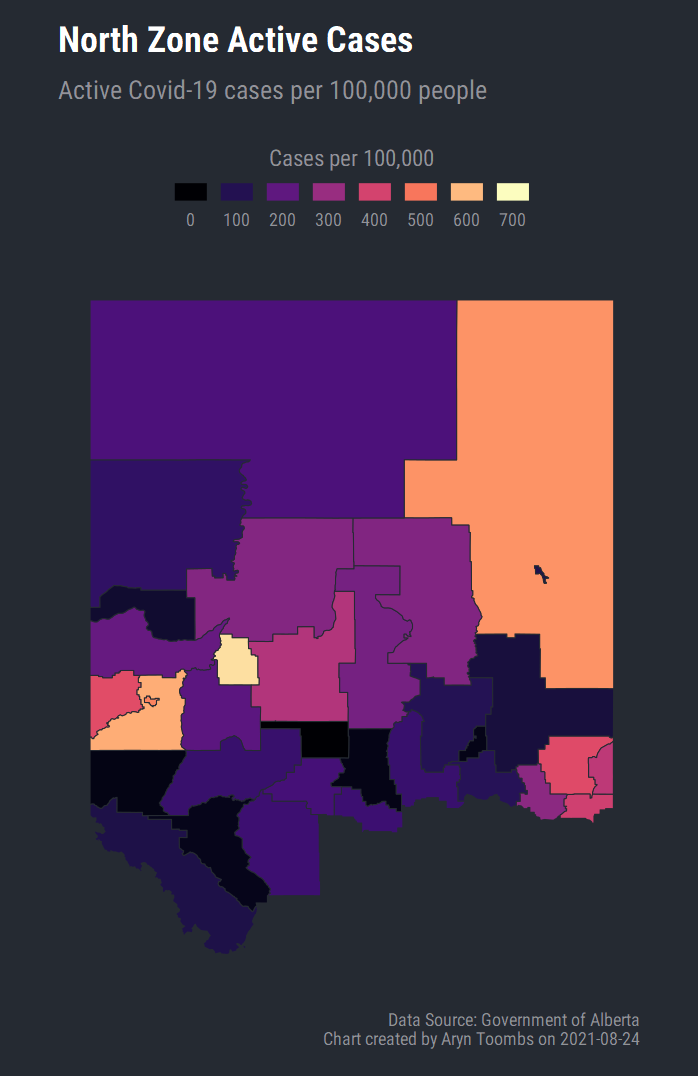 North Zone Active Cases
Active Covid-19 cases per 100,000 people
Cases per 100,000
0 100 200 300 400 500 600 700
Data Source: Government of Alberta
Chart created by Aryn Toombs on 2021-08-24